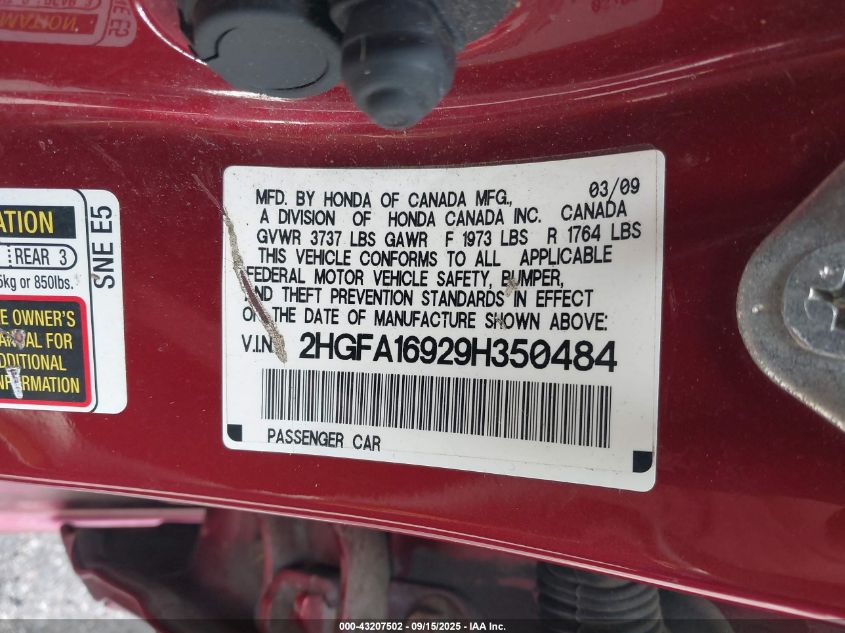 MFD. BY HONDA OF CANADA MFG., 03/09
A DIVISION OF HONDA CANADA INC. CANADA
GVWR 3737 LBS GAWR F 1973 LBS R 1764 LBS
THIS VEHICLE CONFORMS TO ALL APPLICABLE
FEDERAL MOTOR VEHICLE SAFETY, BUMPER,
AND THEFT PREVENTION STANDARDS IN EFFECT
ON THE DATE OF MANUFACTURE SHOWN ABOVE:
V.I.N. 2HGFA16929H350484
PASSENGER CAR
ATION
REAR 3
kg or 850lbs.
SNE E5
E OWNER'S
FOR
DDITIONAL
000-43207502 - 09/15/2025 - IAA Inc.